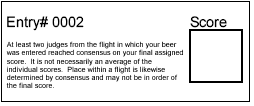 Entry# 0002 Score
At least two judges from the flight in which your beer
was entered reached consensus on your final assigned
score. It is not necessarily an average of the
individual scores. Place within a flight is likewise
determined by consensus and may not be in order of
the final score.